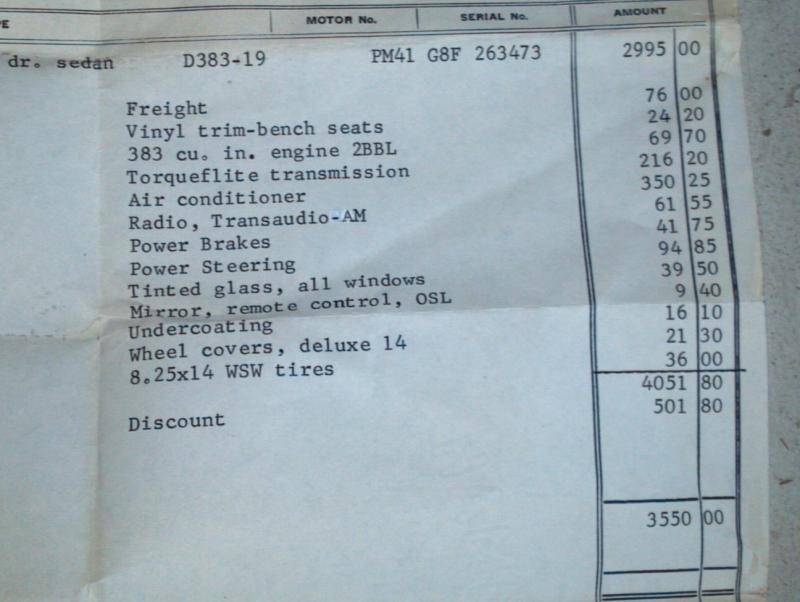 PE MOTOR No. SERIAL No. AMOUNT
dr. sedan D383-19 PM41 G8F 263473 2995 00
Freight 76 00
Vinyl trim-bench seats 24 20
383 cu. in. engine 2BBL 69 70
Torqueflite transmission 216 20
Air conditioner 350 25
Radio, Transaudio-AM 61 55
Power Brakes 41 75
Power Steering 94 85
Tinted glass, all windows 39 50
Mirror, remote control, OSL 9 40
Undercoating 16 10
Wheel covers, deluxe 14 21 30
8.25x14 WSW tires 36 00
4051 80
Discount 501 80
3550 00